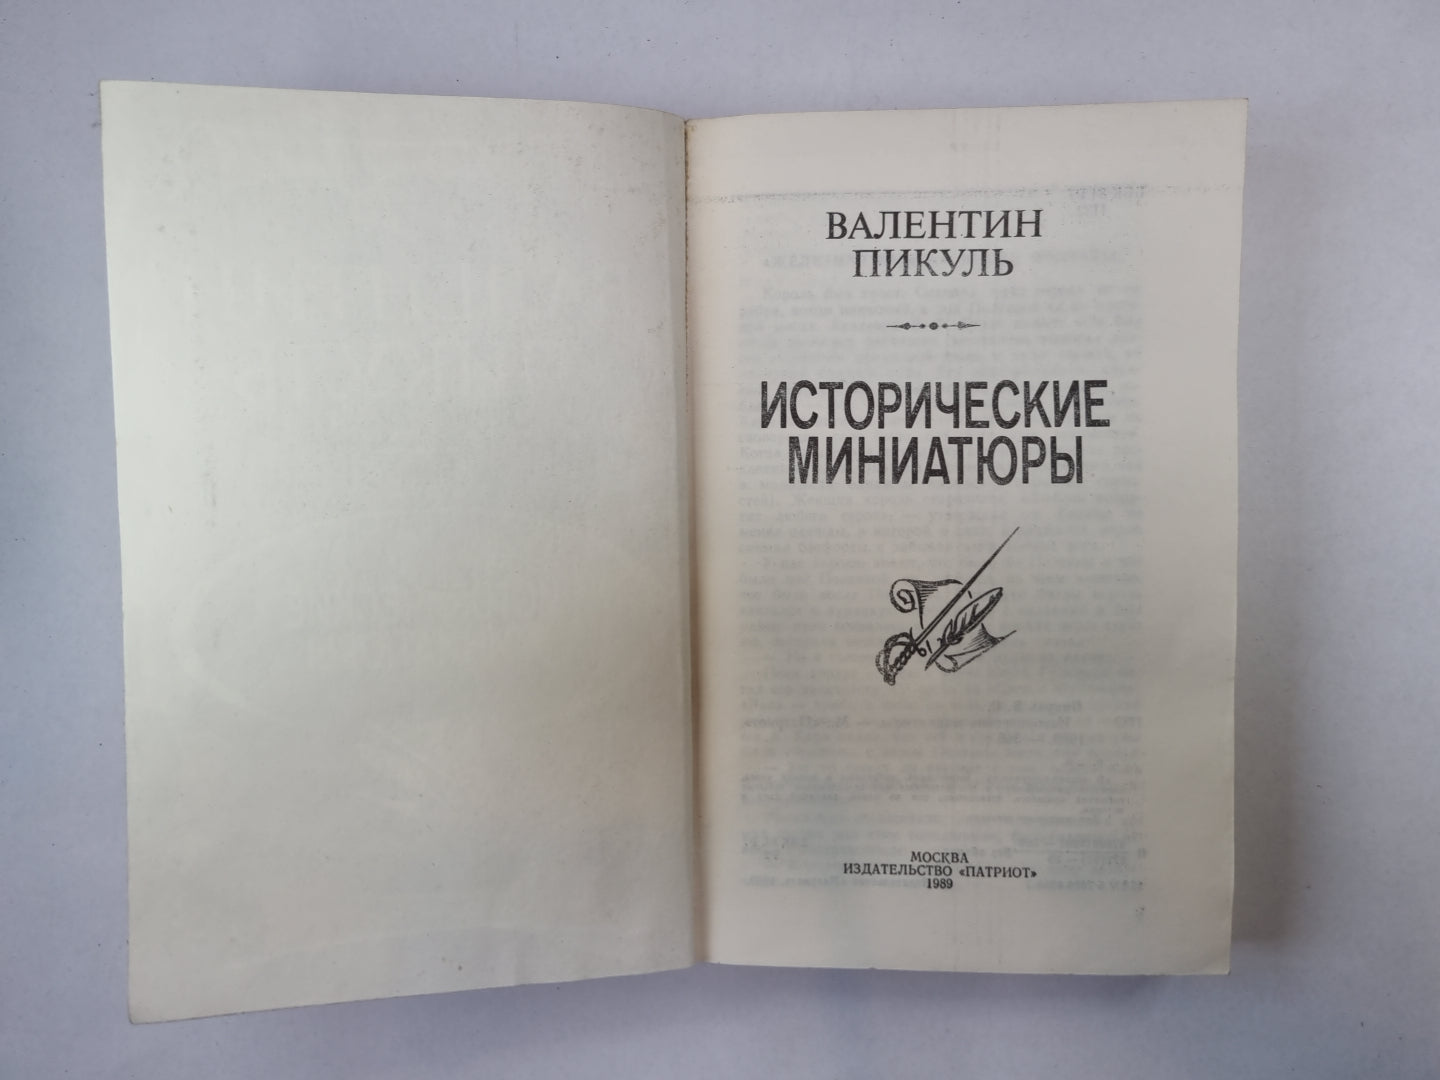 ВАЛЕНТИН
ПИКУЛЬ
ИСТОРИЧЕСКИЕ
МИНИАТЮРЫ
МОСКВА
ИЗДАТЕЛЬСТВО «ПАТРИОТ»
1989